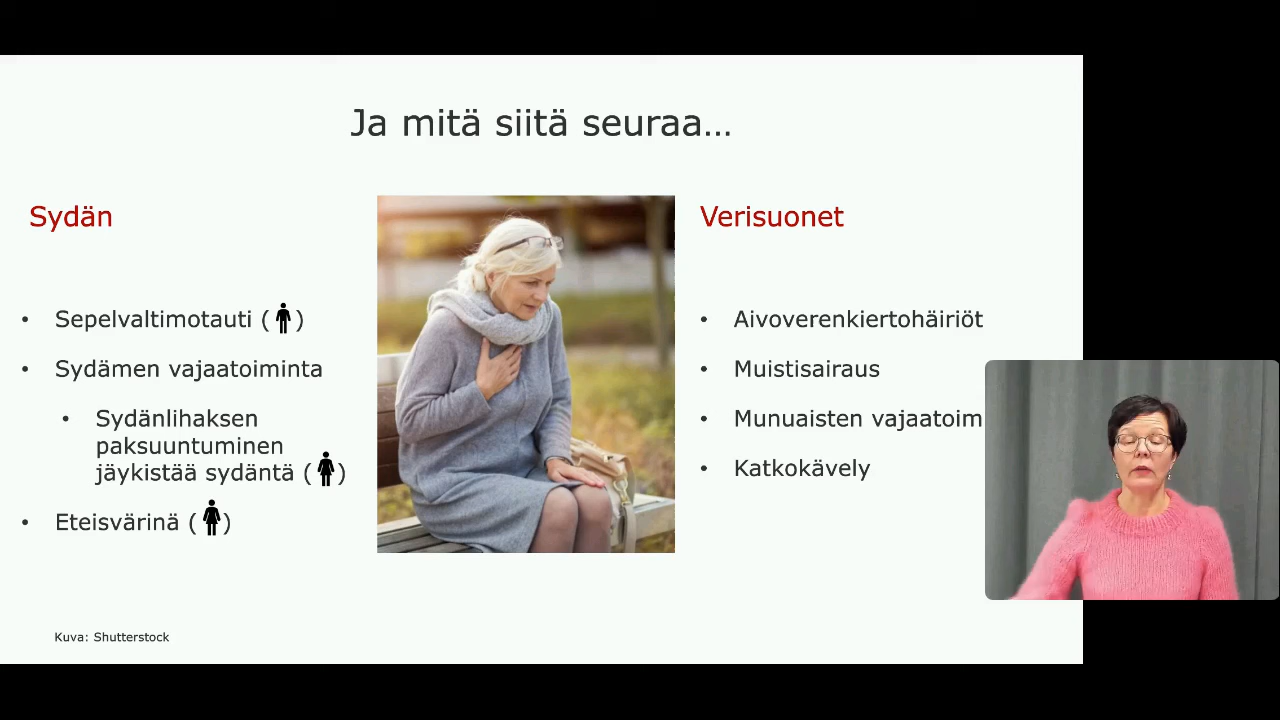 Ja mitä siitä seuraa…
Sydän
• Sepelvaltimotauti ( )
• Sydämen vajaatoiminta
• Sydänlihaksen
paksuuntuminen
jäykistää sydäntä ( )
• Eteisvärinä ( )
Verisuonet
• Aivoverenkiertohäiriöt
• Muistisairaus
• Munuaisten vajaatoim
• Katkokävely
Kuva: Shutterstock